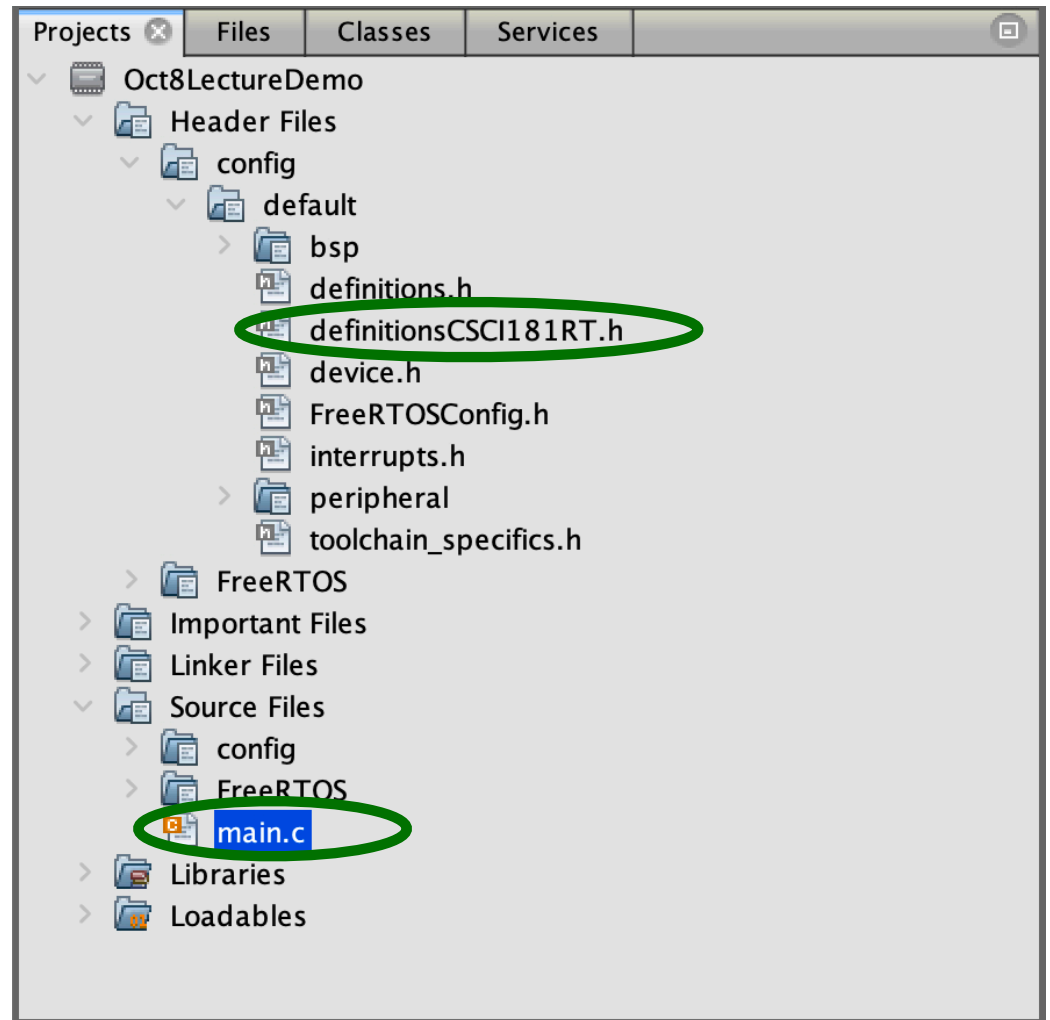 Projects Files Classes Services
Oct8LectureDemo
Header Files
config
default
bsp
definitions.h
definitionsCSCI181RT.h
device.h
FreeRTOSConfig.h
interrupts.h
peripheral
toolchain_specifics.h
FreeRTOS
Important Files
Linker Files
Source Files
config
FreeRTOS
main.c
Libraries
Loadables